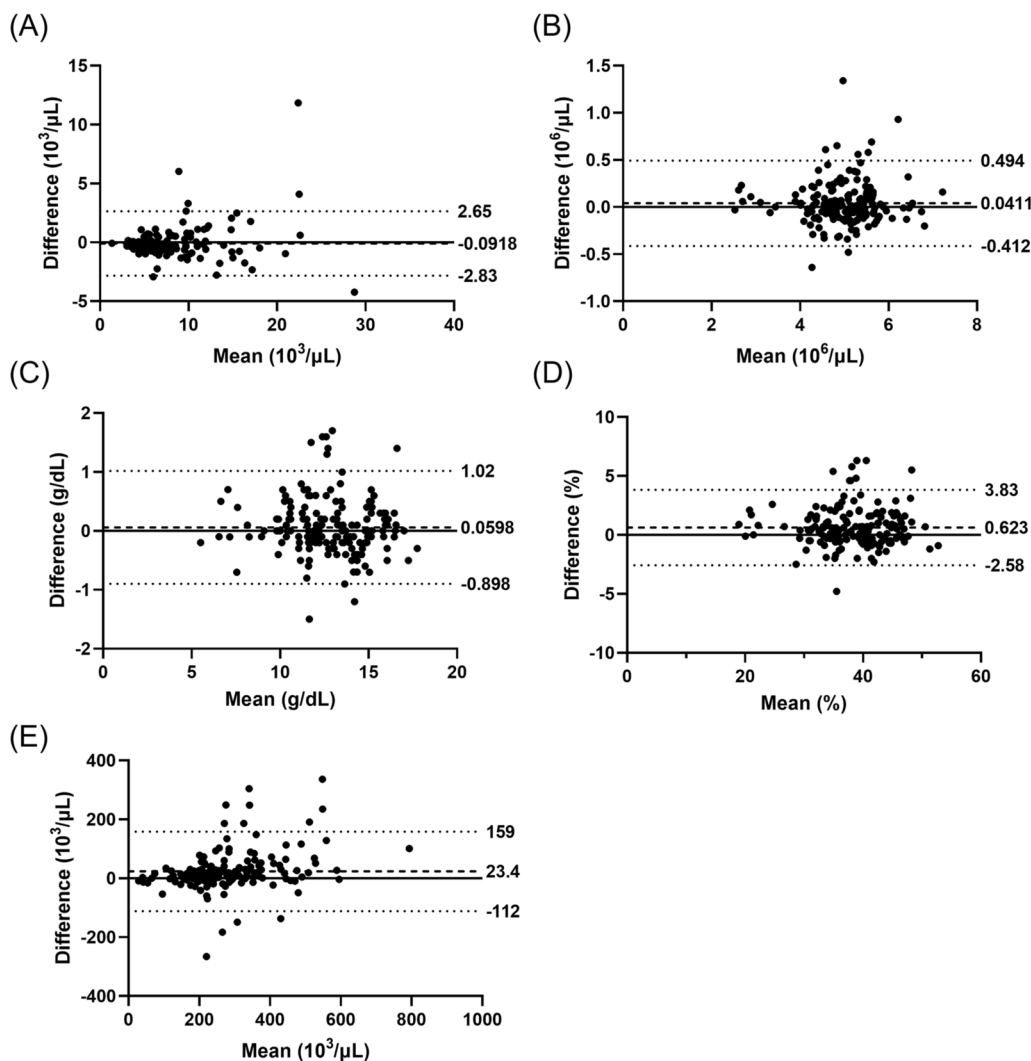 (A)
15
10
5
0
-5
0 10 20 30 40
Difference (10³/µL)
Mean (10³/µL)
2.65
-0.0918
-2.83
(B)
1.5
1.0
0.5
0.0
-0.5
-1.0
0 2 4 6 8
Difference (10⁶/µL)
Mean (10⁶/µL)
0.494
0.0411
-0.412
(C)
2
1
0
-1
-2
0 5 10 15 20
Difference (g/dL)
Mean (g/dL)
1.02
0.0598
-0.898
(D)
10
5
0
-5
-10
0 20 40 60
Difference (%)
Mean (%)
3.83
0.623
-2.58
(E)
400
200
0
-200
-400
0 200 400 600 800 1000
Difference (10³/µL)
Mean (10³/µL)
159
23.4
-112